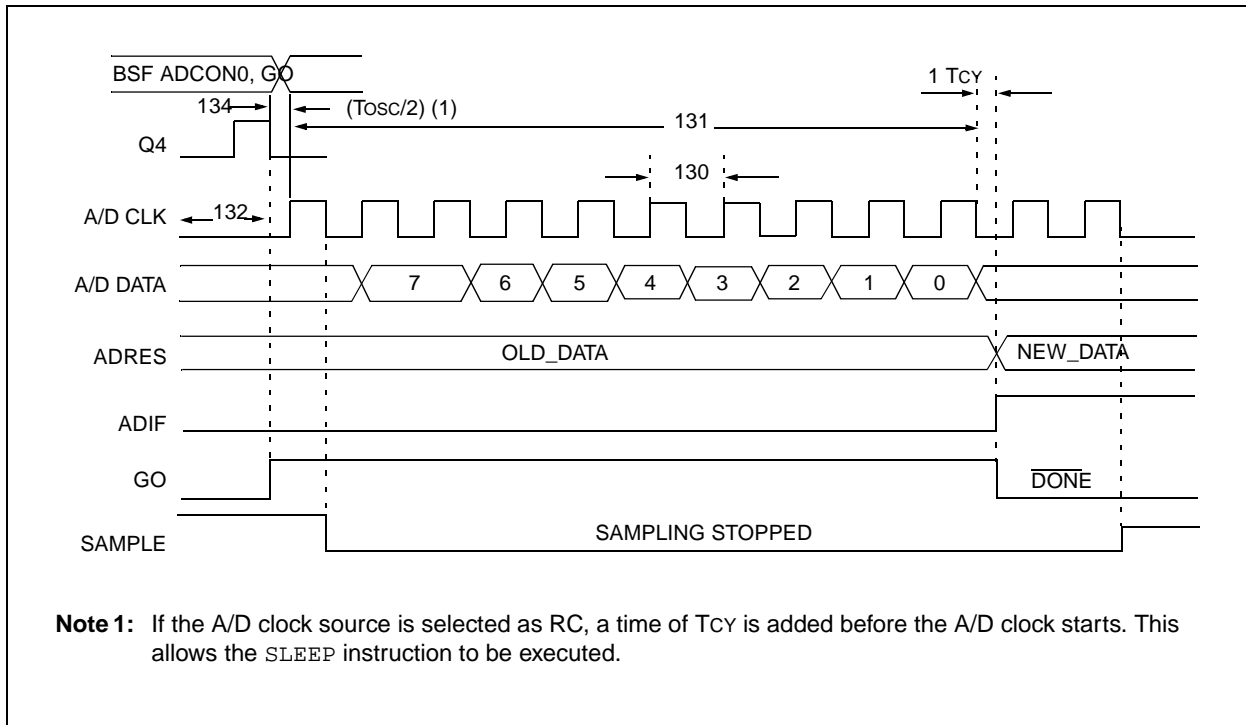 BSF ADCON0, GO
1 TCY
134
(TOSC/2) (1)
131
Q4
130
A/D CLK
132
A/D DATA
7 6 5 4 3 2 1 0
ADRES
OLD_DATA
NEW_DATA
ADIF
GO
DONE
SAMPLE
SAMPLING STOPPED
Note 1: If the A/D clock source is selected as RC, a time of TCY is added before the A/D clock starts. This
allows the SLEEP instruction to be executed.